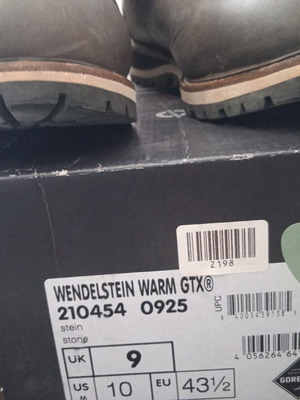 Z198
WENDELSTEIN WARM GTX®
210454 0925
stein
stone
UPC
UK 9
US 10 EU 43½
M
GORE